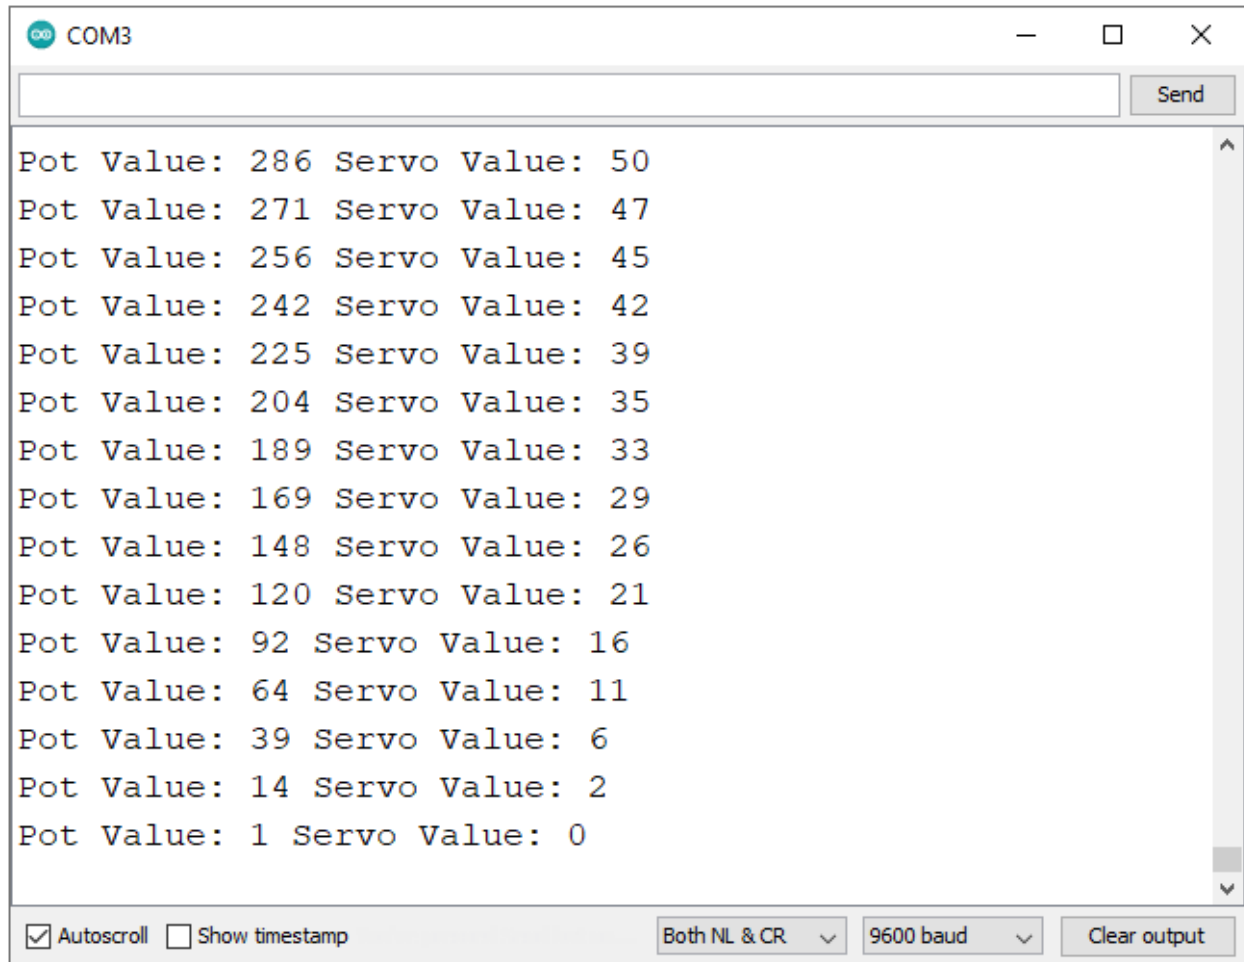 COM3
Send
Pot Value: 286 Servo Value: 50
Pot Value: 271 Servo Value: 47
Pot Value: 256 Servo Value: 45
Pot Value: 242 Servo Value: 42
Pot Value: 225 Servo Value: 39
Pot Value: 204 Servo Value: 35
Pot Value: 189 Servo Value: 33
Pot Value: 169 Servo Value: 29
Pot Value: 148 Servo Value: 26
Pot Value: 120 Servo Value: 21
Pot Value: 92 Servo Value: 16
Pot Value: 64 Servo Value: 11
Pot Value: 39 Servo Value: 6
Pot Value: 14 Servo Value: 2
Pot Value: 1 Servo Value: 0
Autoscroll Show timestamp Both NL & CR 9600 baud Clear output